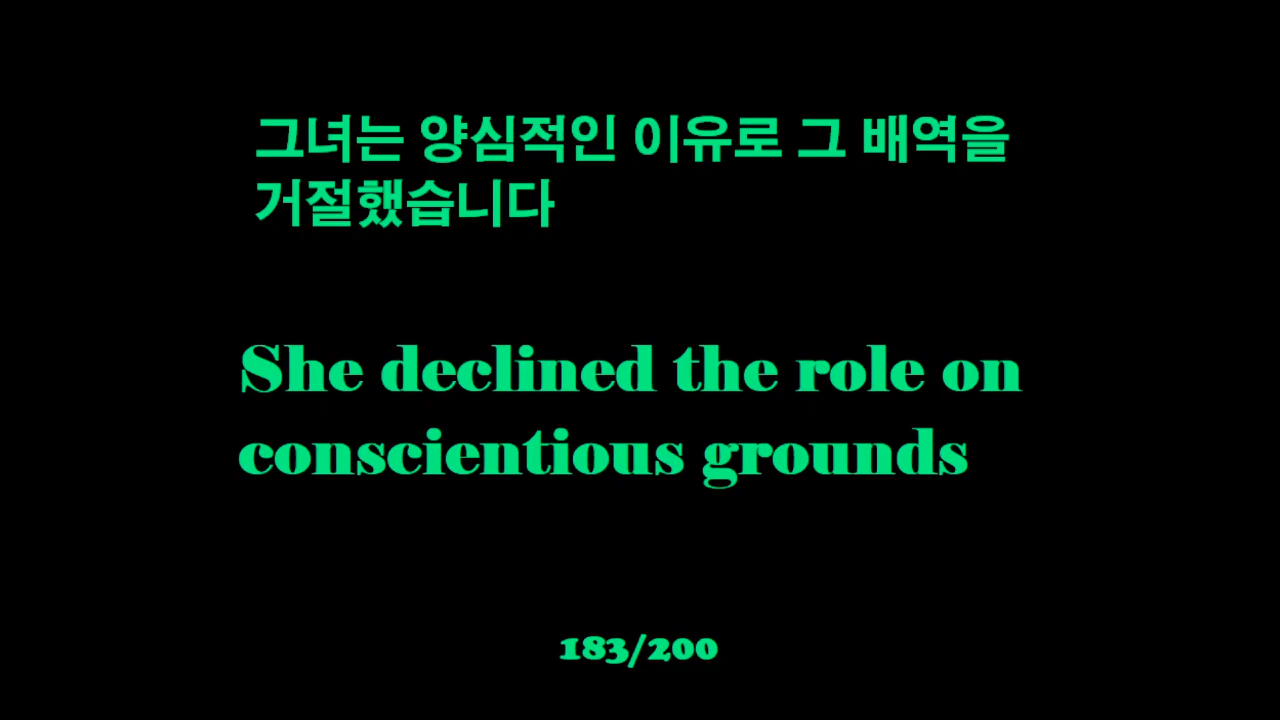 그녀는 양심적인 이유로 그 배역을
거절했습니다
She declined the role on
conscientious grounds
183/200